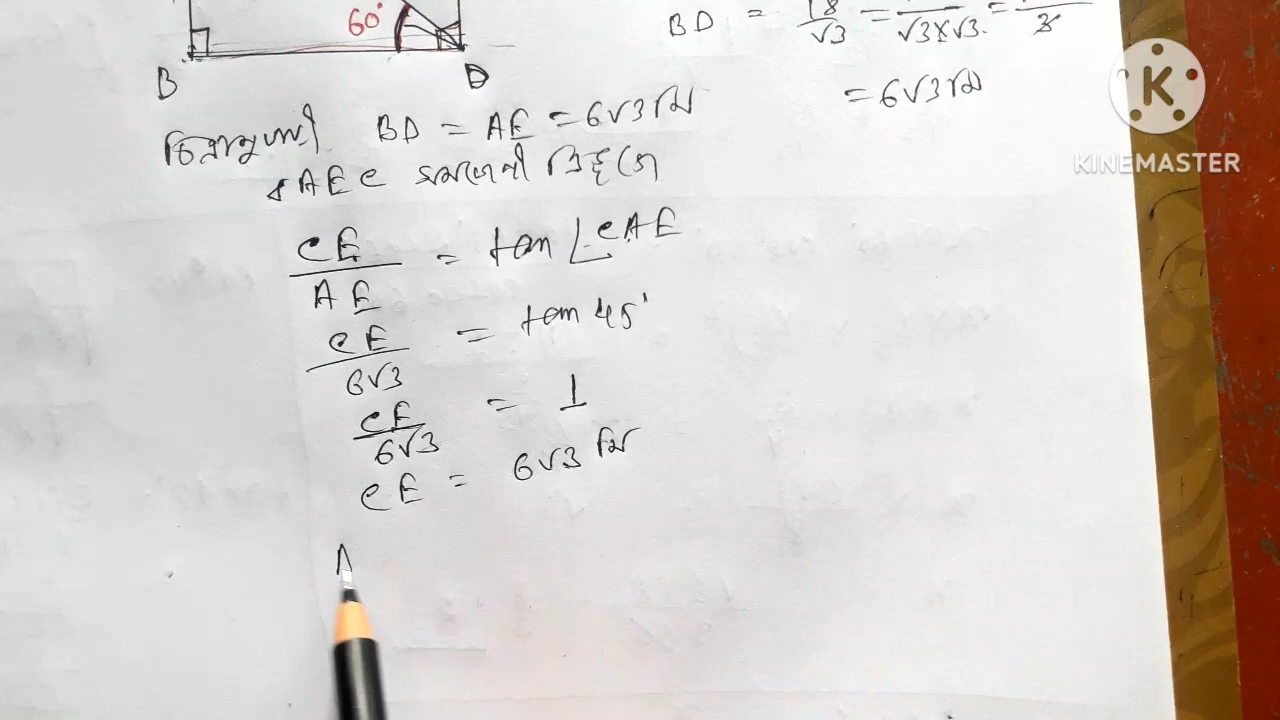 60°
B D
BD = 18/√3 = /√3×√3 = /3
= 6√3 মি
K
KINEMASTER
চিত্রানুযায়ী BD = AE = 6√3 মি
AEC সমকোণী ত্রিভুজে
CE/AE = tan ∠CAE
CE/6√3 = tan 45°
CE/6√3 = 1
CE = 6√3 মি
A